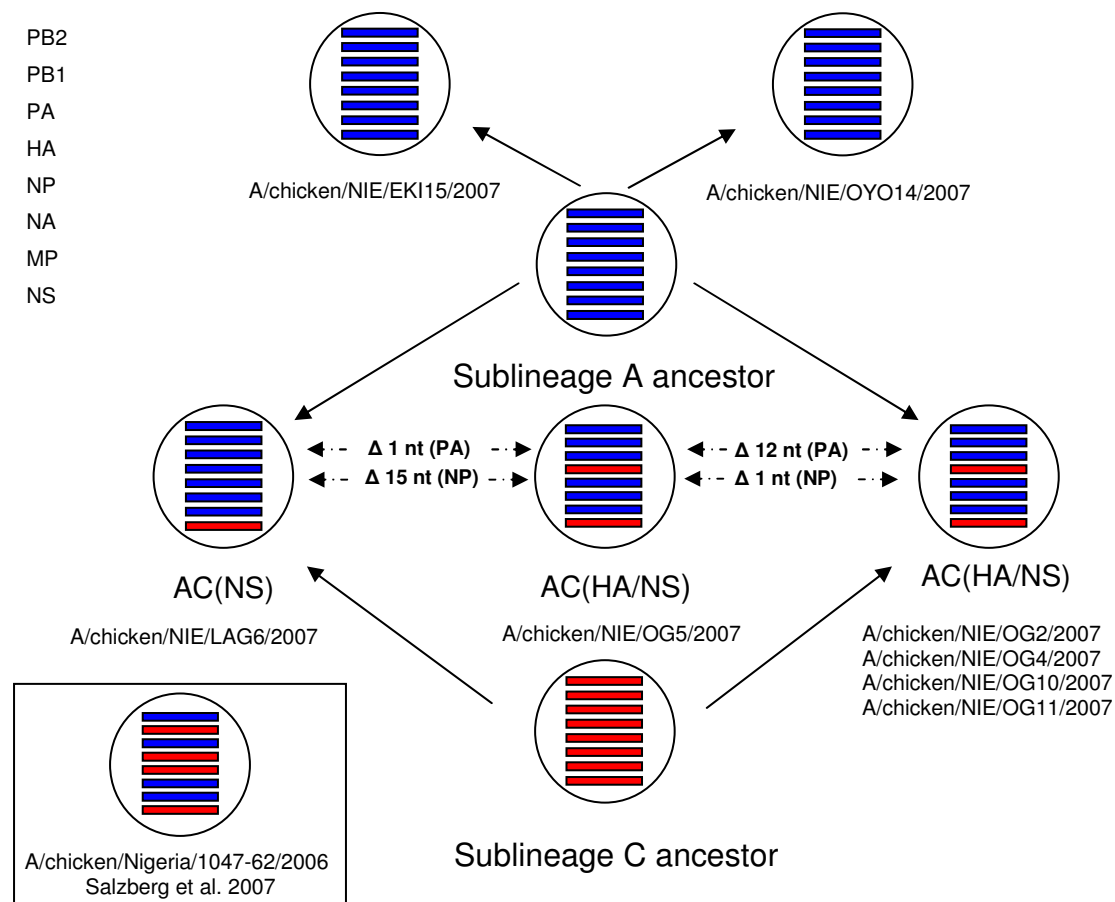 PB2
PB1
PA
HA
NP
NA
MP
NS
A/chicken/NIE/EKI15/2007
A/chicken/NIE/OYO14/2007
Sublineage A ancestor
Δ 1 nt (PA)
Δ 15 nt (NP)
Δ 12 nt (PA)
Δ 1 nt (NP)
AC(NS)
A/chicken/NIE/LAG6/2007
AC(HA/NS)
A/chicken/NIE/OG5/2007
AC(HA/NS)
A/chicken/NIE/OG2/2007
A/chicken/NIE/OG4/2007
A/chicken/NIE/OG10/2007
A/chicken/NIE/OG11/2007
A/chicken/Nigeria/1047-62/2006
Salzberg et al. 2007
Sublineage C ancestor